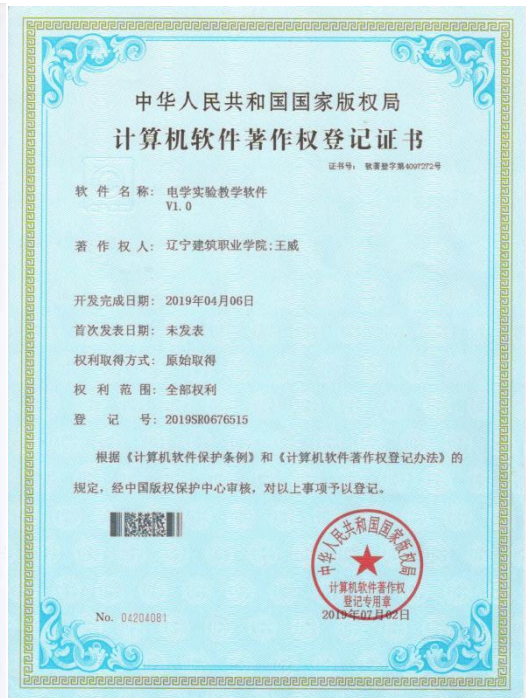 中华人民共和国国家版权局
计算机软件著作权登记证书
证书号： 软著登字第4097272号
软件名称： 电学实验教学软件
V1.0
著作权人： 辽宁建筑职业学院;王威
开发完成日期： 2019年04月06日
首次发表日期： 未发表
权利取得方式： 原始取得
权利范围： 全部权利
登记号： 2019SR0676515
根据《计算机软件保护条例》和《计算机软件著作权登记办法》的
规定，经中国版权保护中心审核，对以上事项予以登记。
中华人民共和国国家版权局
计算机软件著作权
登记专用章
2019年07月02日
No. 04204081